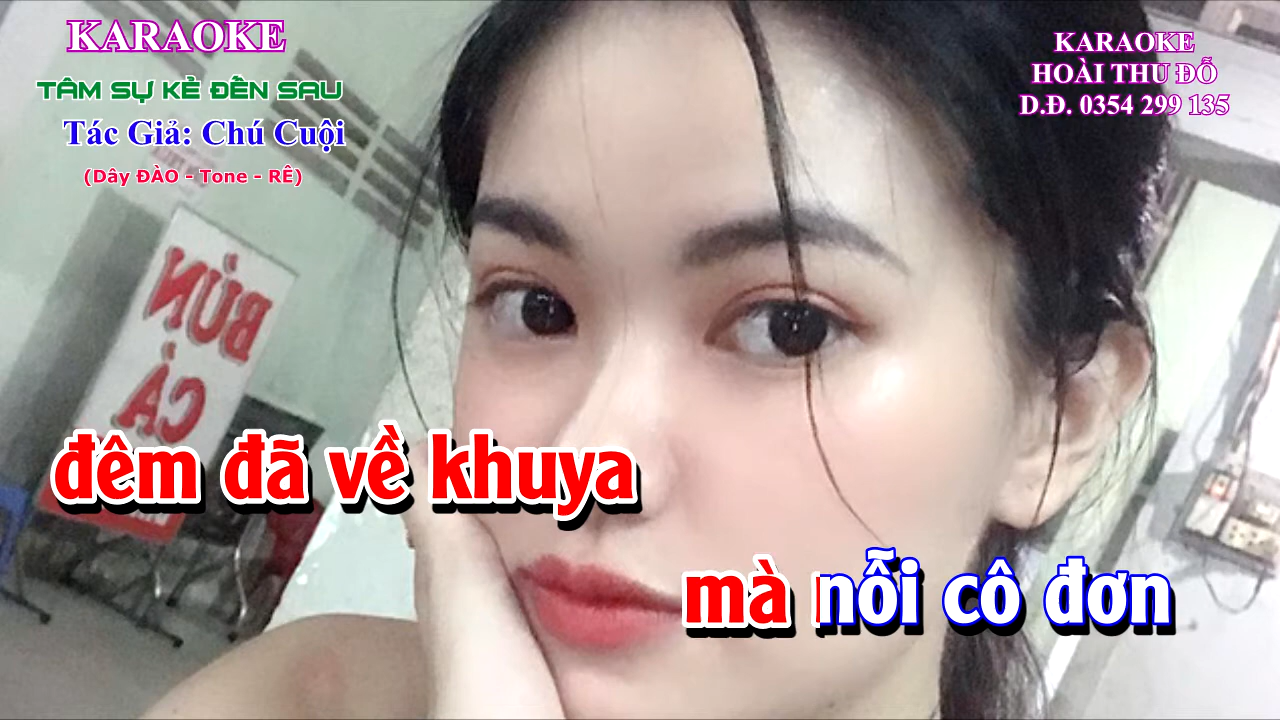 KARAOKE
TÂM SỰ KẺ ĐẾN SAU
Tác Giả: Chú Cuội
(Dây ĐÀO - Tone - RÊ)
KARAOKE
HOÀI THU ĐỖ
D.Đ. 0354 299 135
BÚN
CÁ
đêm đã về khuya
mà nỗi cô đơn